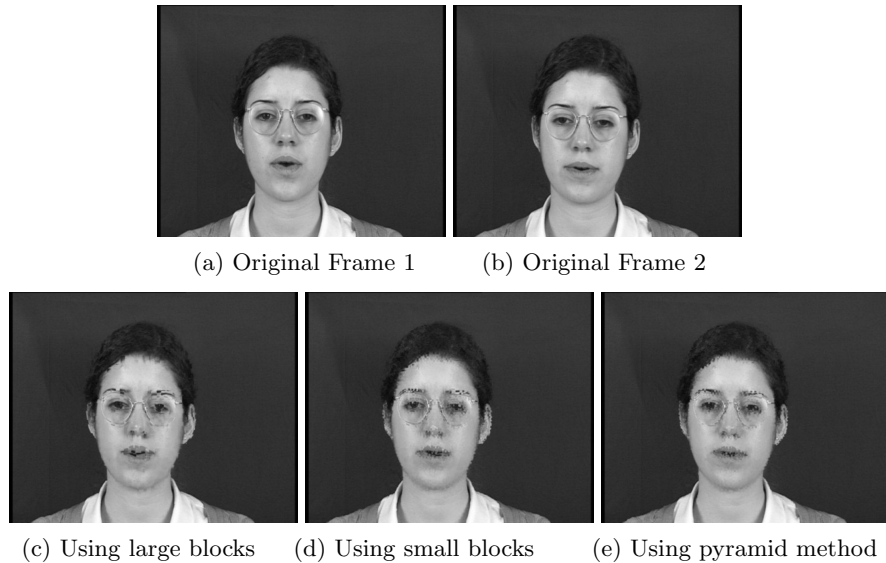 (a) Original Frame 1
(b) Original Frame 2
(c) Using large blocks
(d) Using small blocks
(e) Using pyramid method